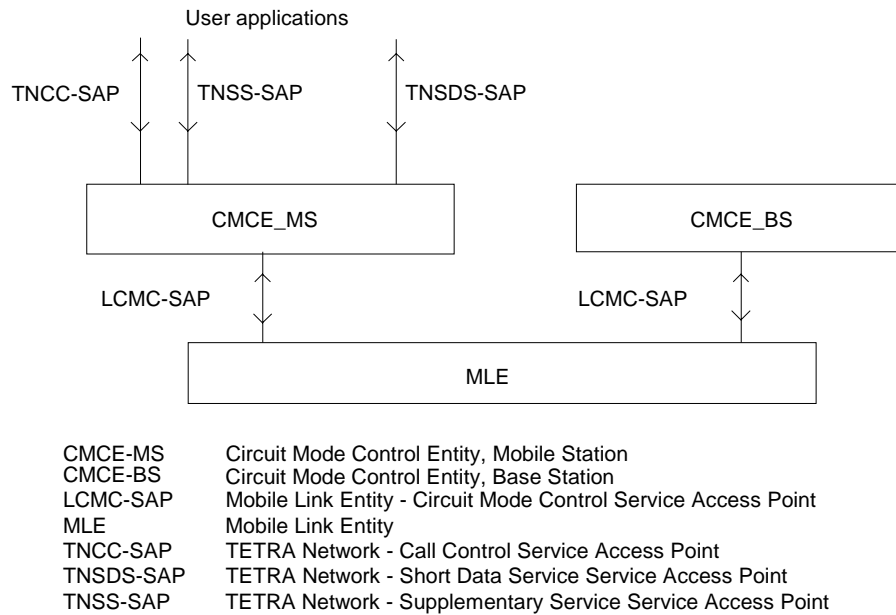 User applications
TNCC-SAP TNSS-SAP TNSDS-SAP
CMCE_MS CMCE_BS
LCMC-SAP LCMC-SAP
MLE
CMCE-MS Circuit Mode Control Entity, Mobile Station
CMCE-BS Circuit Mode Control Entity, Base Station
LCMC-SAP Mobile Link Entity - Circuit Mode Control Service Access Point
MLE Mobile Link Entity
TNCC-SAP TETRA Network - Call Control Service Access Point
TNSDS-SAP TETRA Network - Short Data Service Service Access Point
TNSS-SAP TETRA Network - Supplementary Service Service Access Point